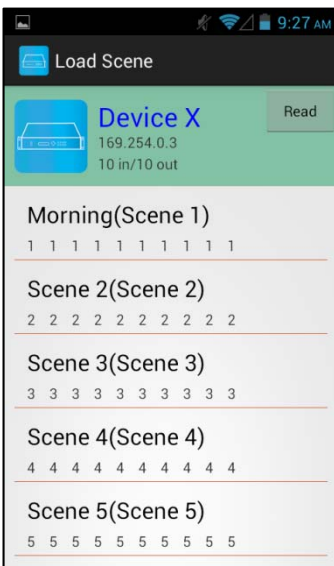 9:27 AM
Load Scene
Device X
Read
169.254.0.3
10 in/10 out
Morning(Scene 1)
1 1 1 1 1 1 1 1 1 1
Scene 2(Scene 2)
2 2 2 2 2 2 2 2 2 2
Scene 3(Scene 3)
3 3 3 3 3 3 3 3 3 3
Scene 4(Scene 4)
4 4 4 4 4 4 4 4 4 4
Scene 5(Scene 5)
5 5 5 5 5 5 5 5 5 5